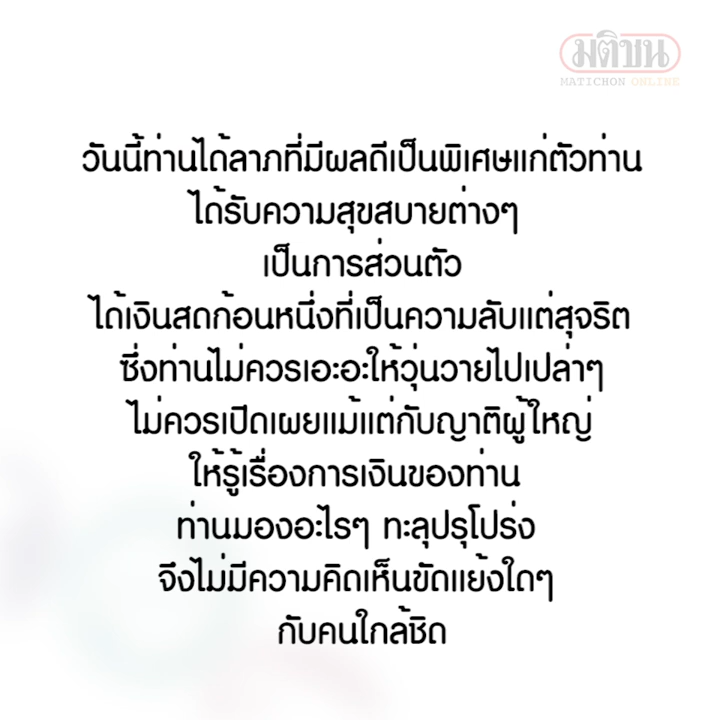 มติชน
MATICHON ONLINE
วันนี้ท่านได้ลาภที่มีผลดีเป็นพิเศษแก่ตัวท่าน
ได้รับความสุขสบายต่างๆ
เป็นการส่วนตัว
ได้เงินสดก้อนหนึ่งที่เป็นความลับแต่สุจริต
ซึ่งท่านไม่ควรเอะอะให้วุ่นวายไปเปล่าๆ
ไม่ควรเปิดเผยแม้แต่กับญาติผู้ใหญ่
ให้รู้เรื่องการเงินของท่าน
ท่านมองอะไรๆ ทะลุปรุโปร่ง
จึงไม่มีความคิดเห็นขัดแย้งใดๆ
กับคนใกล้ชิด